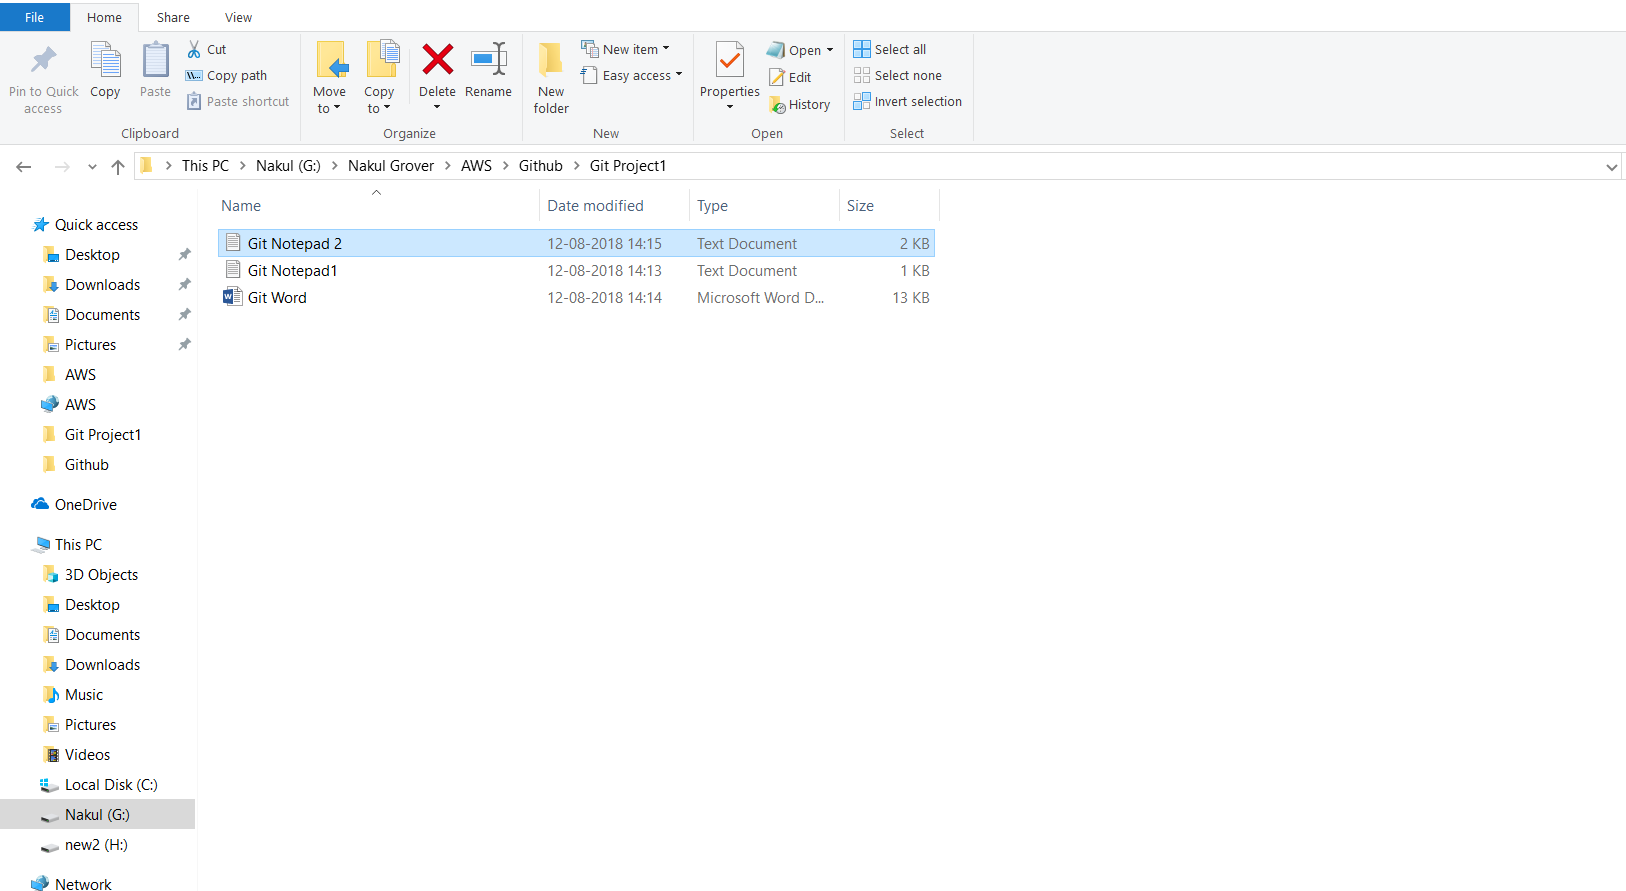 File Home Share View
Pin to Quick access
Copy
Paste
Cut
Copy path
Paste shortcut
Clipboard
Move to
Copy to
Delete
Rename
Organize
New folder
New item
Easy access
New
Properties
Open
Edit
History
Open
Select all
Select none
Invert selection
Select
This PC Nakul (G:) Nakul Grover AWS Github Git Project1
Name Date modified Type Size
Git Notepad 2 12-08-2018 14:15 Text Document 2 KB
Git Notepad1 12-08-2018 14:13 Text Document 1 KB
Git Word 12-08-2018 14:14 Microsoft Word D... 13 KB
Quick access
Desktop
Downloads
Documents
Pictures
AWS
AWS
Git Project1
Github
OneDrive
This PC
3D Objects
Desktop
Documents
Downloads
Music
Pictures
Videos
Local Disk (C:)
Nakul (G:)
new2 (H:)
Network